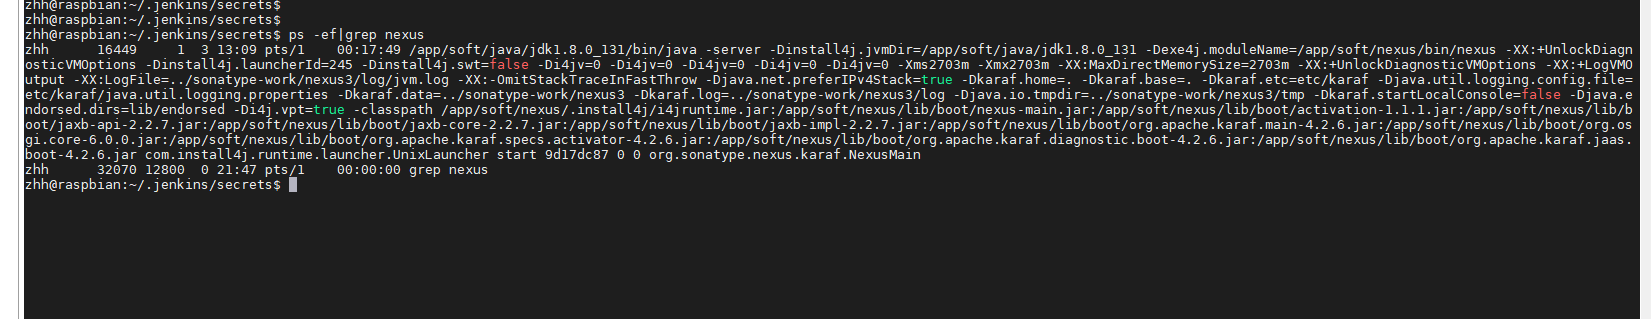 zhh@raspbian:~/.jenkins/secrets$
zhh@raspbian:~/.jenkins/secrets$
zhh@raspbian:~/.jenkins/secrets$ ps -ef|grep nexus
zhh      16449     1  3 13:09 pts/1    00:17:49 /app/soft/java/jdk1.8.0_131/bin/java -server -Dinstall4j.jvmDir=/app/soft/java/jdk1.8.0_131 -Dexe4j.moduleName=/app/soft/nexus/bin/nexus -XX:+UnlockDiagn
osticVMOptions -Dinstall4j.launcherId=245 -Dinstall4j.swt=false -Di4jv=0 -Di4jv=0 -Di4jv=0 -Di4jv=0 -Di4jv=0 -Xms2703m -Xmx2703m -XX:MaxDirectMemorySize=2703m -XX:+UnlockDiagnosticVMOptions -XX:+LogVMO
utput -XX:LogFile=../sonatype-work/nexus3/log/jvm.log -XX:-OmitStackTraceInFastThrow -Djava.net.preferIPv4Stack=true -Dkaraf.home=. -Dkaraf.base=. -Dkaraf.etc=etc/karaf -Djava.util.logging.config.file=
etc/karaf/java.util.logging.properties -Dkaraf.data=../sonatype-work/nexus3 -Dkaraf.log=../sonatype-work/nexus3/log -Djava.io.tmpdir=../sonatype-work/nexus3/tmp -Dkaraf.startLocalConsole=false -Djava.e
ndorsed.dirs=lib/endorsed -Di4j.vpt=true -classpath /app/soft/nexus/.install4j/i4jruntime.jar:/app/soft/nexus/lib/boot/nexus-main.jar:/app/soft/nexus/lib/boot/activation-1.1.1.jar:/app/soft/nexus/lib/b
oot/jaxb-api-2.2.7.jar:/app/soft/nexus/lib/boot/jaxb-core-2.2.7.jar:/app/soft/nexus/lib/boot/jaxb-impl-2.2.7.jar:/app/soft/nexus/lib/boot/org.apache.karaf.main-4.2.6.jar:/app/soft/nexus/lib/boot/org.os
gi.core-6.0.0.jar:/app/soft/nexus/lib/boot/org.apache.karaf.specs.activator-4.2.6.jar:/app/soft/nexus/lib/boot/org.apache.karaf.diagnostic.boot-4.2.6.jar:/app/soft/nexus/lib/boot/org.apache.karaf.jaas.
boot-4.2.6.jar com.install4j.runtime.launcher.UnixLauncher start 9d17dc87 0 0 org.sonatype.nexus.karaf.NexusMain
zhh      32070 12800  0 21:47 pts/1    00:00:00 grep nexus
zhh@raspbian:~/.jenkins/secrets$